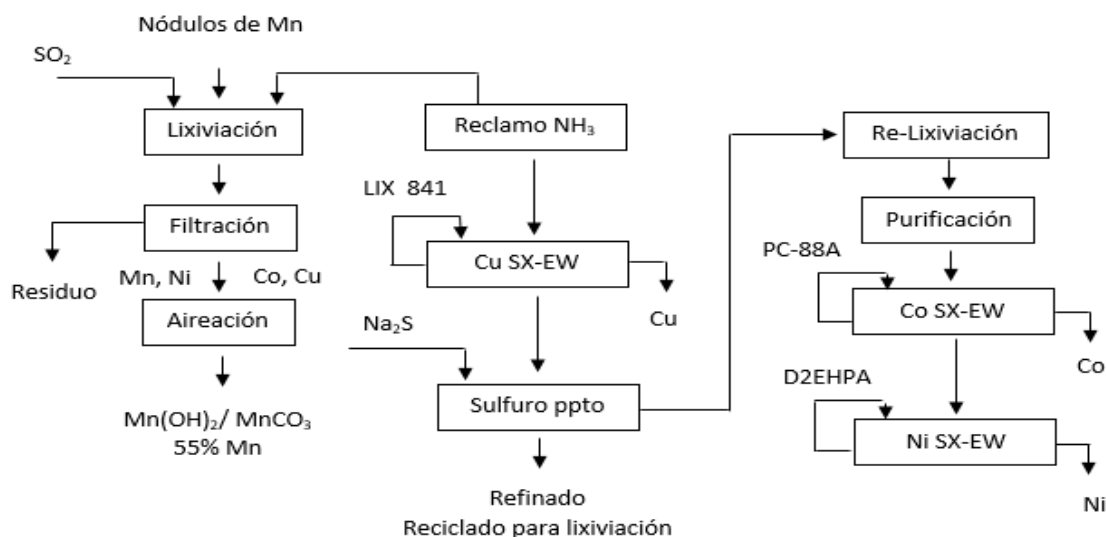 Nódulos de Mn
SO₂
Lixiviación
Filtración
Residuo
Mn, Ni
Co, Cu
Aireación
Mn(OH)₂/ MnCO₃
55% Mn
Reclamo NH₃
LIX 841
Cu SX-EW
Cu
Na₂S
Sulfuro ppto
Refinado
Reciclado para lixiviación
Re-Lixiviación
Purificación
PC-88A
Co SX-EW
Co
D2EHPA
Ni SX-EW
Ni